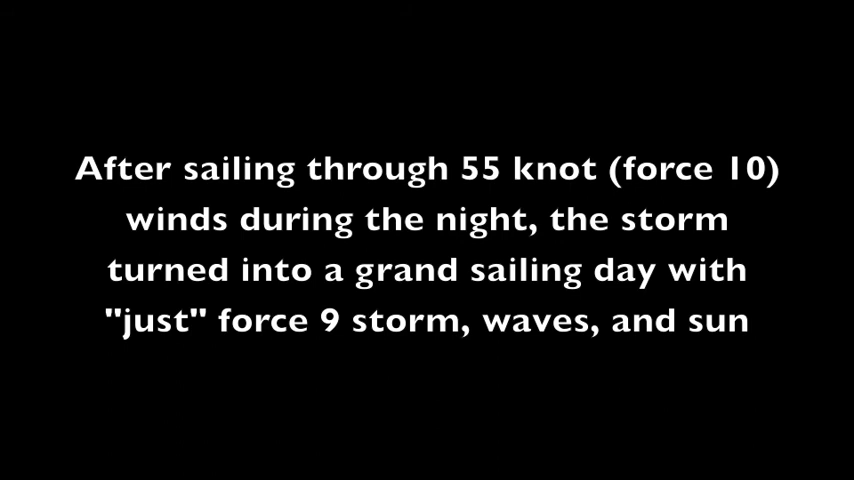 After sailing through 55 knot (force 10)
winds during the night, the storm
turned into a grand sailing day with
"just" force 9 storm, waves, and sun